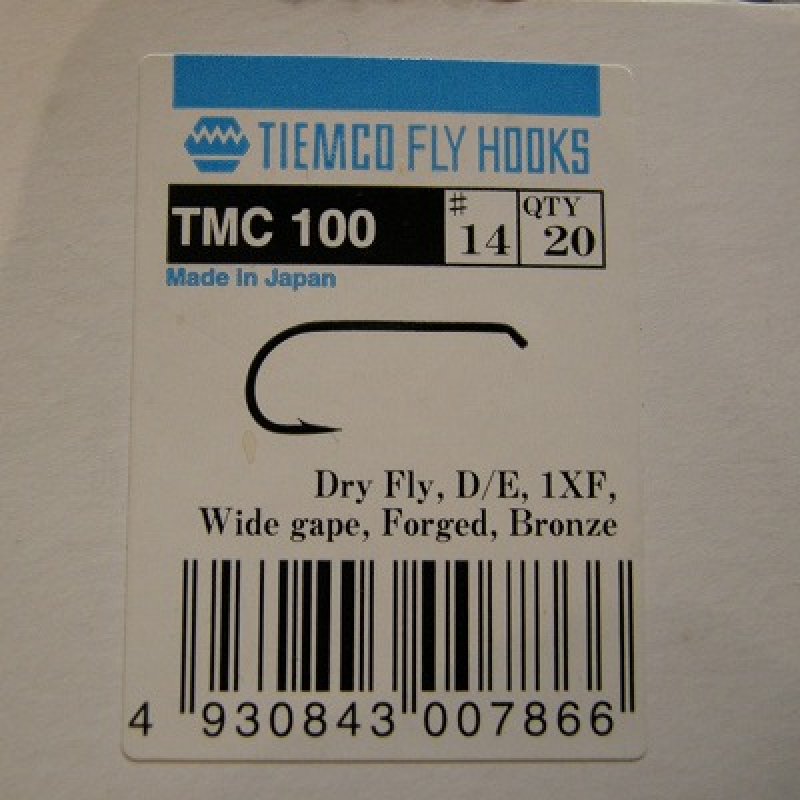 TIEMCO FLY HOOKS
TMC 100 # 14 QTY 20
Made in Japan
Dry Fly, D/E, 1XF,
Wide gape, Forged, Bronze
4 930843 007866